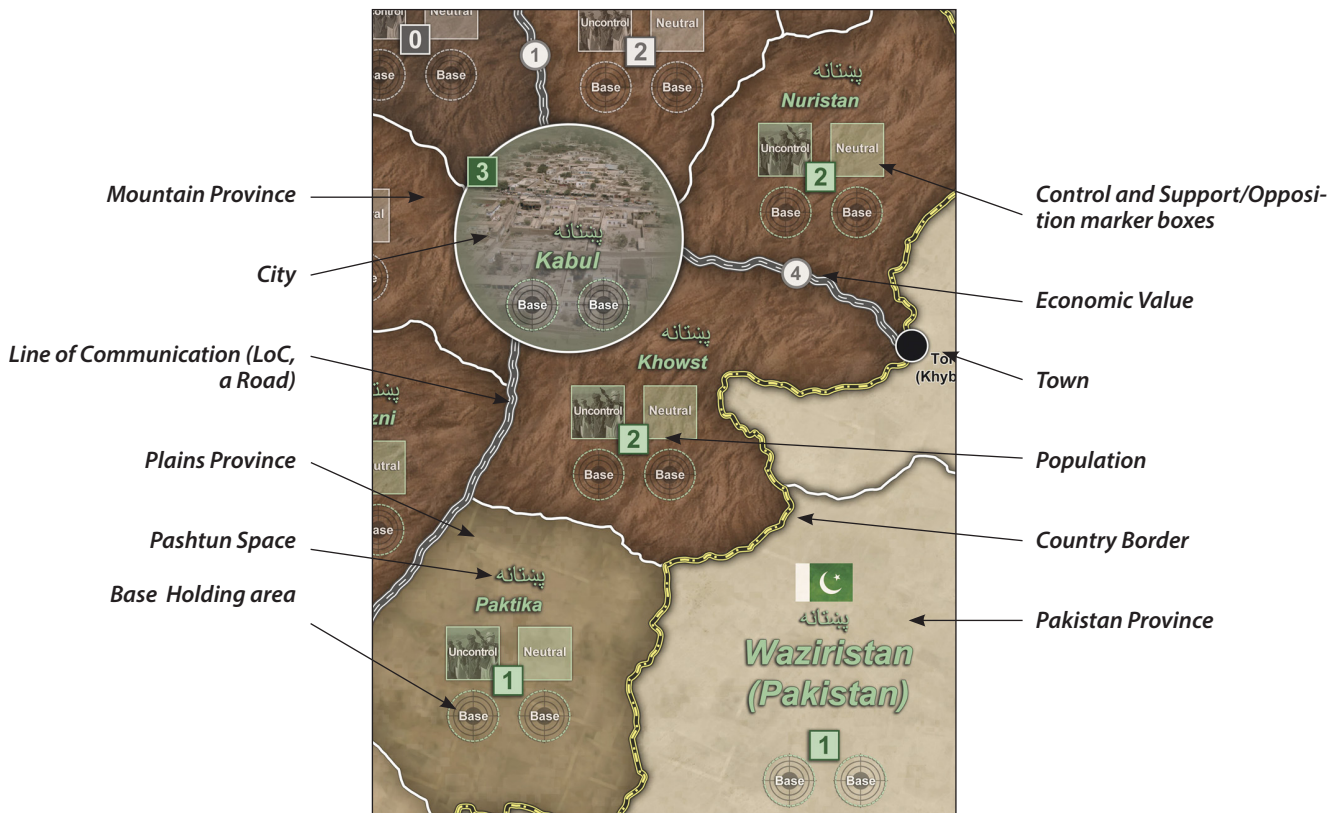 Neutral
0
Base
1
Uncontrol
Neutral
2
Base
Base
پښتانه
Nuristan
Uncontrol
Neutral
2
Base
Base
Mountain Province
City
Line of Communication (LoC,
a Road)
Plains Province
Pashtun Space
Base Holding area
3
پښتانه
Kabul
Base
Base
4
پښتانه
Khowst
Uncontrol
Neutral
2
Base
Base
(Khyb
پښتانه
Paktika
Uncontrol
Neutral
1
Base
Base
پښتانه
Waziristan
(Pakistan)
1
Base
Base
Control and Support/Opposi-
tion marker boxes
Economic Value
Town
Population
Country Border
Pakistan Province